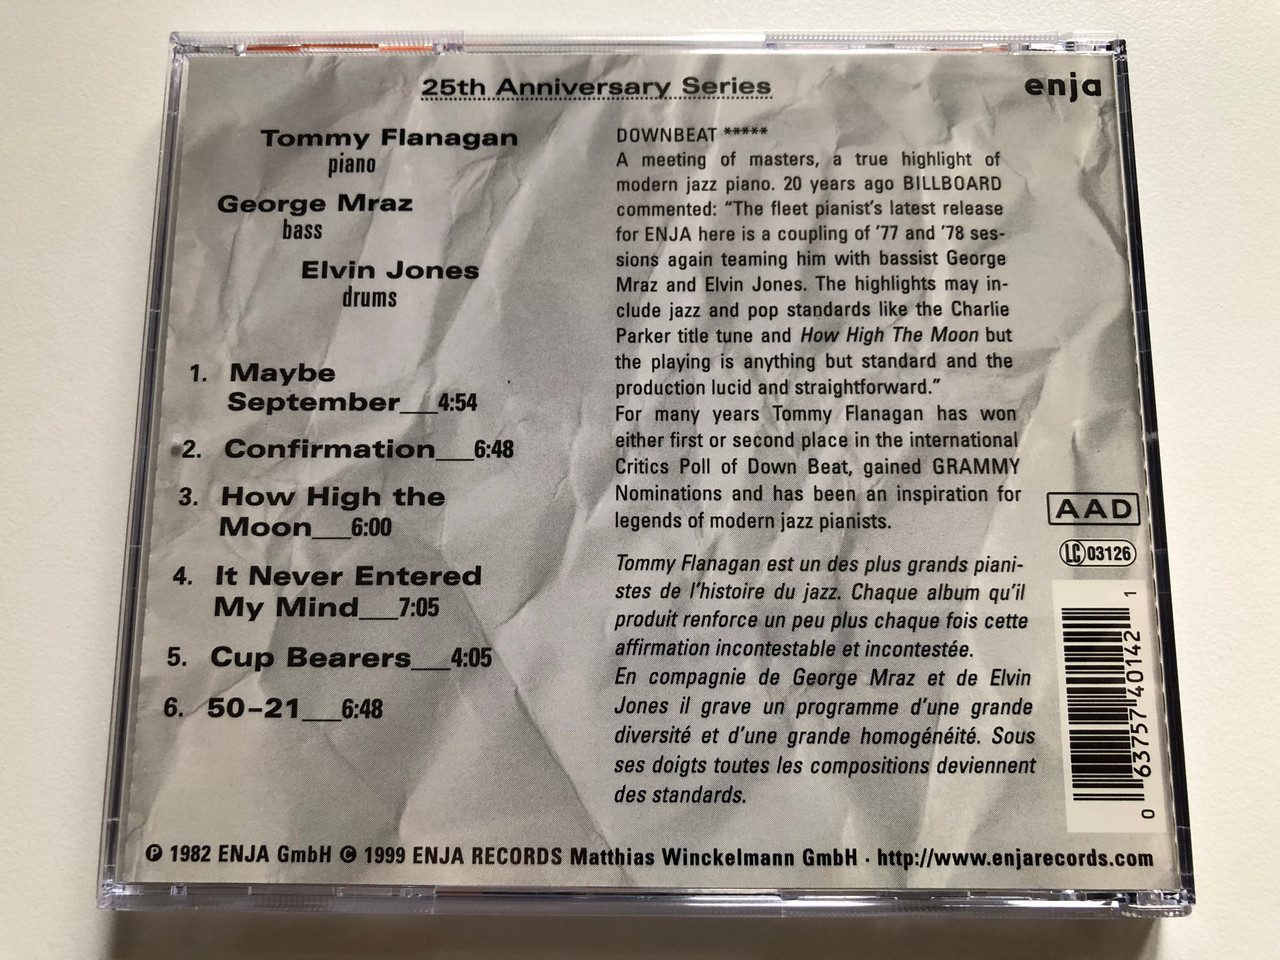 25th Anniversary Series
enja
Tommy Flanagan
piano
George Mraz
bass
Elvin Jones
drums
1. Maybe
September___4:54
2. Confirmation___6:48
3. How High the
Moon___6:00
4. It Never Entered
My Mind___7:05
5. Cup Bearers___4:05
6. 50–21___6:48
DOWNBEAT *****
A meeting of masters, a true highlight of
modern jazz piano. 20 years ago BILLBOARD
commented: "The fleet pianist's latest release
for ENJA here is a coupling of '77 and '78 ses-
sions again teaming him with bassist George
Mraz and Elvin Jones. The highlights may in-
clude jazz and pop standards like the Charlie
Parker title tune and How High The Moon but
the playing is anything but standard and the
production lucid and straightforward."
For many years Tommy Flanagan has won
either first or second place in the international
Critics Poll of Down Beat, gained GRAMMY
Nominations and has been an inspiration for
legends of modern jazz pianists.
Tommy Flanagan est un des plus grands piani-
stes de l'histoire du jazz. Chaque album qu'il
produit renforce un peu plus chaque fois cette
affirmation incontestable et incontestée.
En compagnie de George Mraz et de Elvin
Jones il grave un programme d'une grande
diversité et d'une grande homogénéité. Sous
ses doigts toutes les compositions deviennent
des standards.
AAD
LC 03126
0 63757 40142 1
℗ 1982 ENJA GmbH © 1999 ENJA RECORDS Matthias Winckelmann GmbH · http://www.enjarecords.com